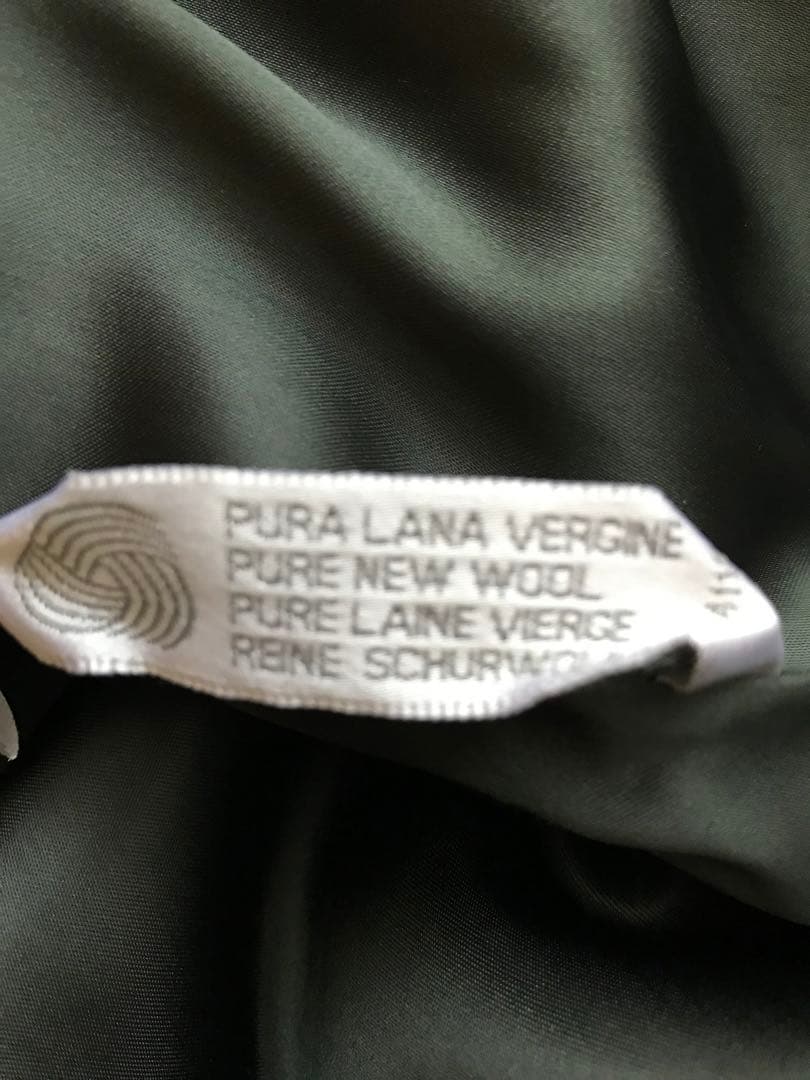 PURA LANA VERGINE
PURE NEW WOOL
PURE LAINE VIERGE
REINE